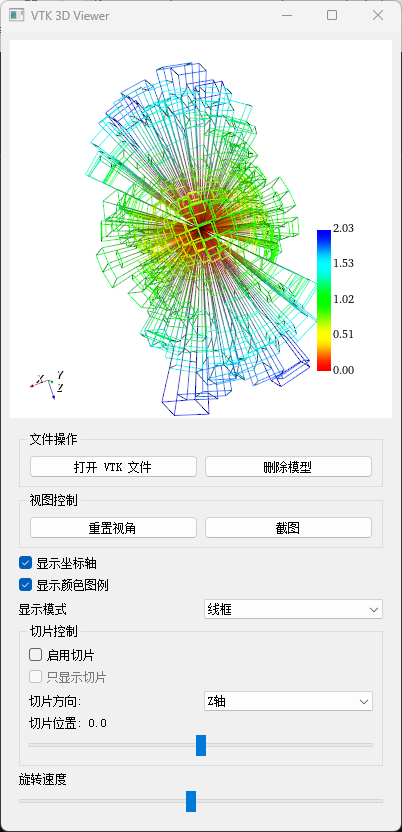 VTK 3D Viewer
2.03
1.53
1.02
0.51
0.00
X Y
Z
文件操作
打开 VTK 文件 删除模型
视图控制
重置视角 截图
显示坐标轴
显示颜色图例
显示模式 线框
切片控制
启用切片
只显示切片
切片方向: Z轴
切片位置: 0.0
旋转速度